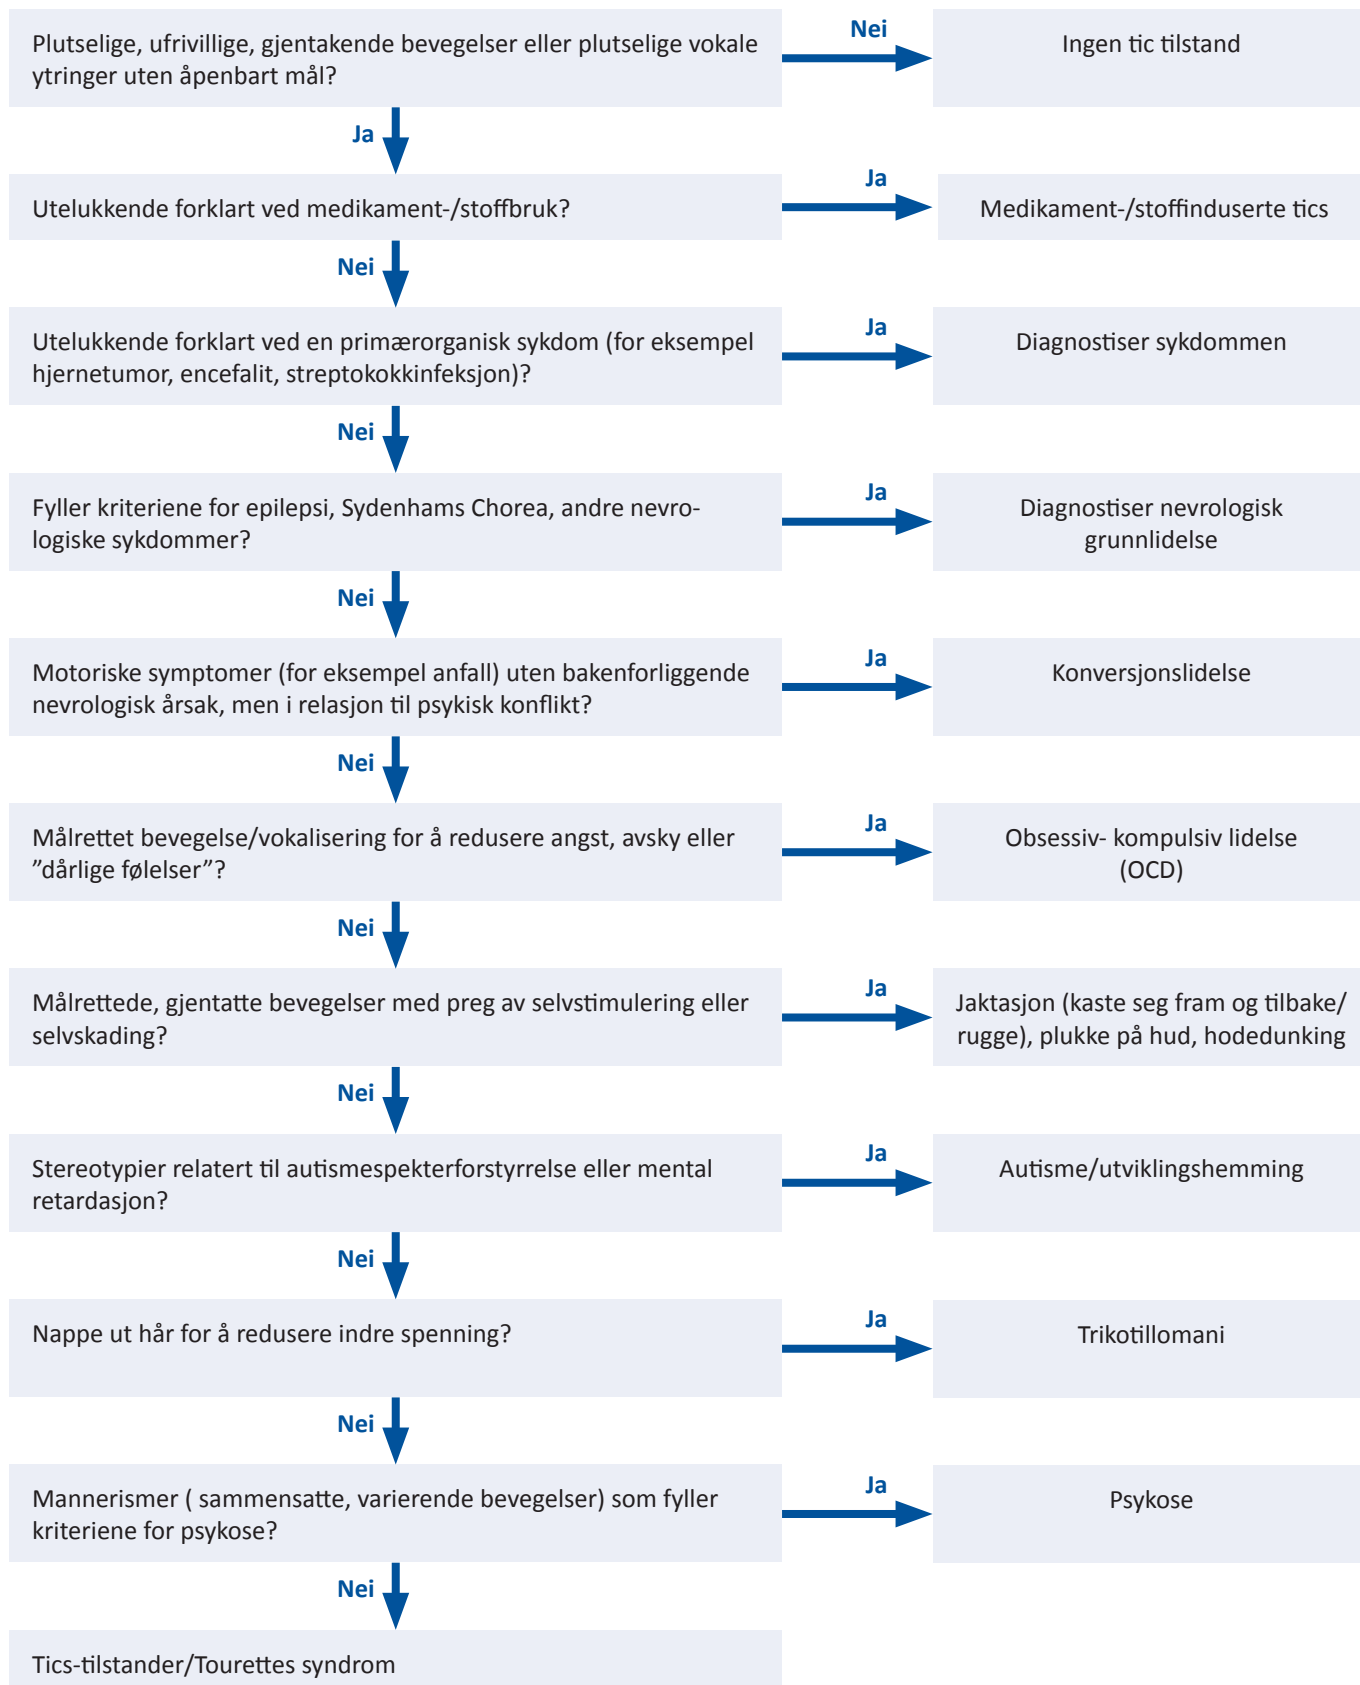 Plutselige, ufrivillige, gjentakende bevegelser eller plutselige vokale
ytringer uten åpenbart mål?
Nei
Ingen tic tilstand
Ja
Utelukkende forklart ved medikament-/stoffbruk?
Ja
Medikament-/stoffinduserte tics
Nei
Utelukkende forklart ved en primærorganisk sykdom (for eksempel
hjernetumor, encefalit, streptokokkinfeksjon)?
Ja
Diagnostiser sykdommen
Nei
Fyller kriteriene for epilepsi, Sydenhams Chorea, andre nevro-
logiske sykdommer?
Ja
Diagnostiser nevrologisk
grunnlidelse
Nei
Motoriske symptomer (for eksempel anfall) uten bakenforliggende
nevrologisk årsak, men i relasjon til psykisk konflikt?
Ja
Konversjonslidelse
Nei
Målrettet bevegelse/vokalisering for å redusere angst, avsky eller
”dårlige følelser”?
Ja
Obsessiv- kompulsiv lidelse
(OCD)
Nei
Målrettede, gjentatte bevegelser med preg av selvstimulering eller
selvskading?
Ja
Jaktasjon (kaste seg fram og tilbake/
rugge), plukke på hud, hodedunking
Nei
Stereotypier relatert til autismespekterforstyrrelse eller mental
retardasjon?
Ja
Autisme/utviklingshemming
Nei
Nappe ut hår for å redusere indre spenning?
Ja
Trikotillomani
Nei
Mannerismer ( sammensatte, varierende bevegelser) som fyller
kriteriene for psykose?
Ja
Psykose
Nei
Tics-tilstander/Tourettes syndrom